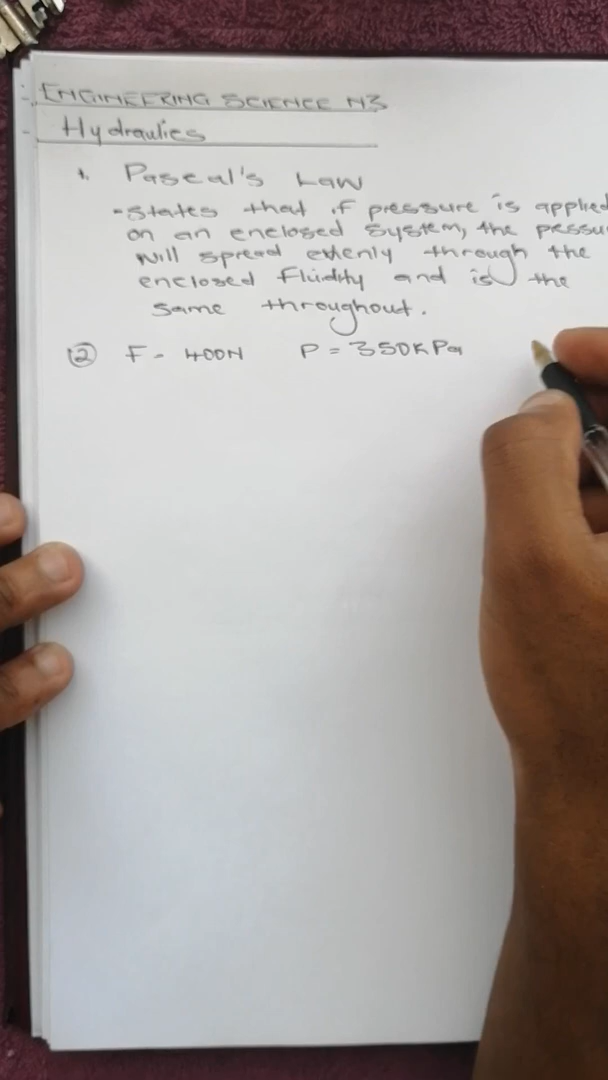 ENGINEERING SCIENCE N3
Hydraulics
1. Pascal's Law
- States that if pressure is applied
on an enclosed system, the pessu
will spread evenly through the
enclosed fluidity and is the
same throughout.
② F - 400N P = 350KPa